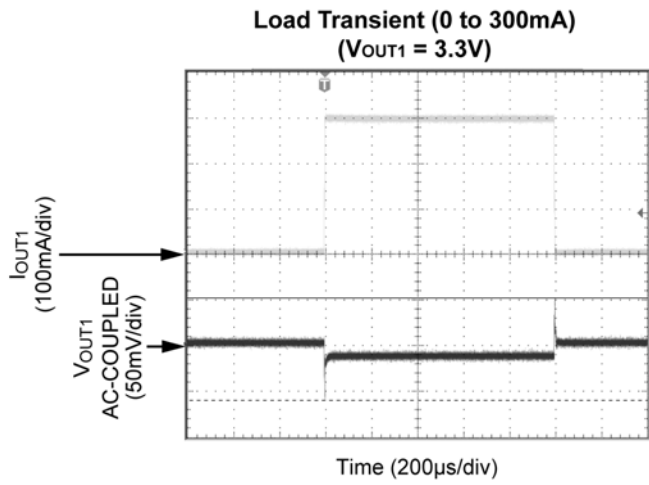 Load Transient (0 to 300mA)
(VOUT1 = 3.3V)
T
IOUT1
(100mA/div)
VOUT1
AC-COUPLED
(50mV/div)
Time (200µs/div)